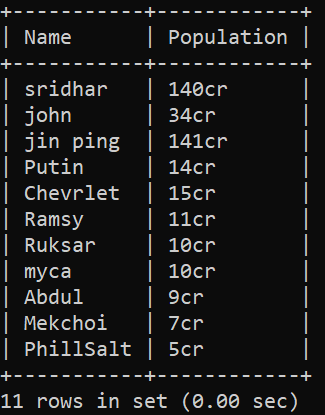 +-----------+------------+
| Name      | Population |
+-----------+------------+
| sridhar   | 140cr      |
| john      | 34cr       |
| jin ping  | 141cr      |
| Putin     | 14cr       |
| Chevrlet  | 15cr       |
| Ramsy     | 11cr       |
| Ruksar    | 10cr       |
| myca      | 10cr       |
| Abdul     | 9cr        |
| Mekchoi   | 7cr        |
| PhillSalt | 5cr        |
+-----------+------------+
11 rows in set (0.00 sec)